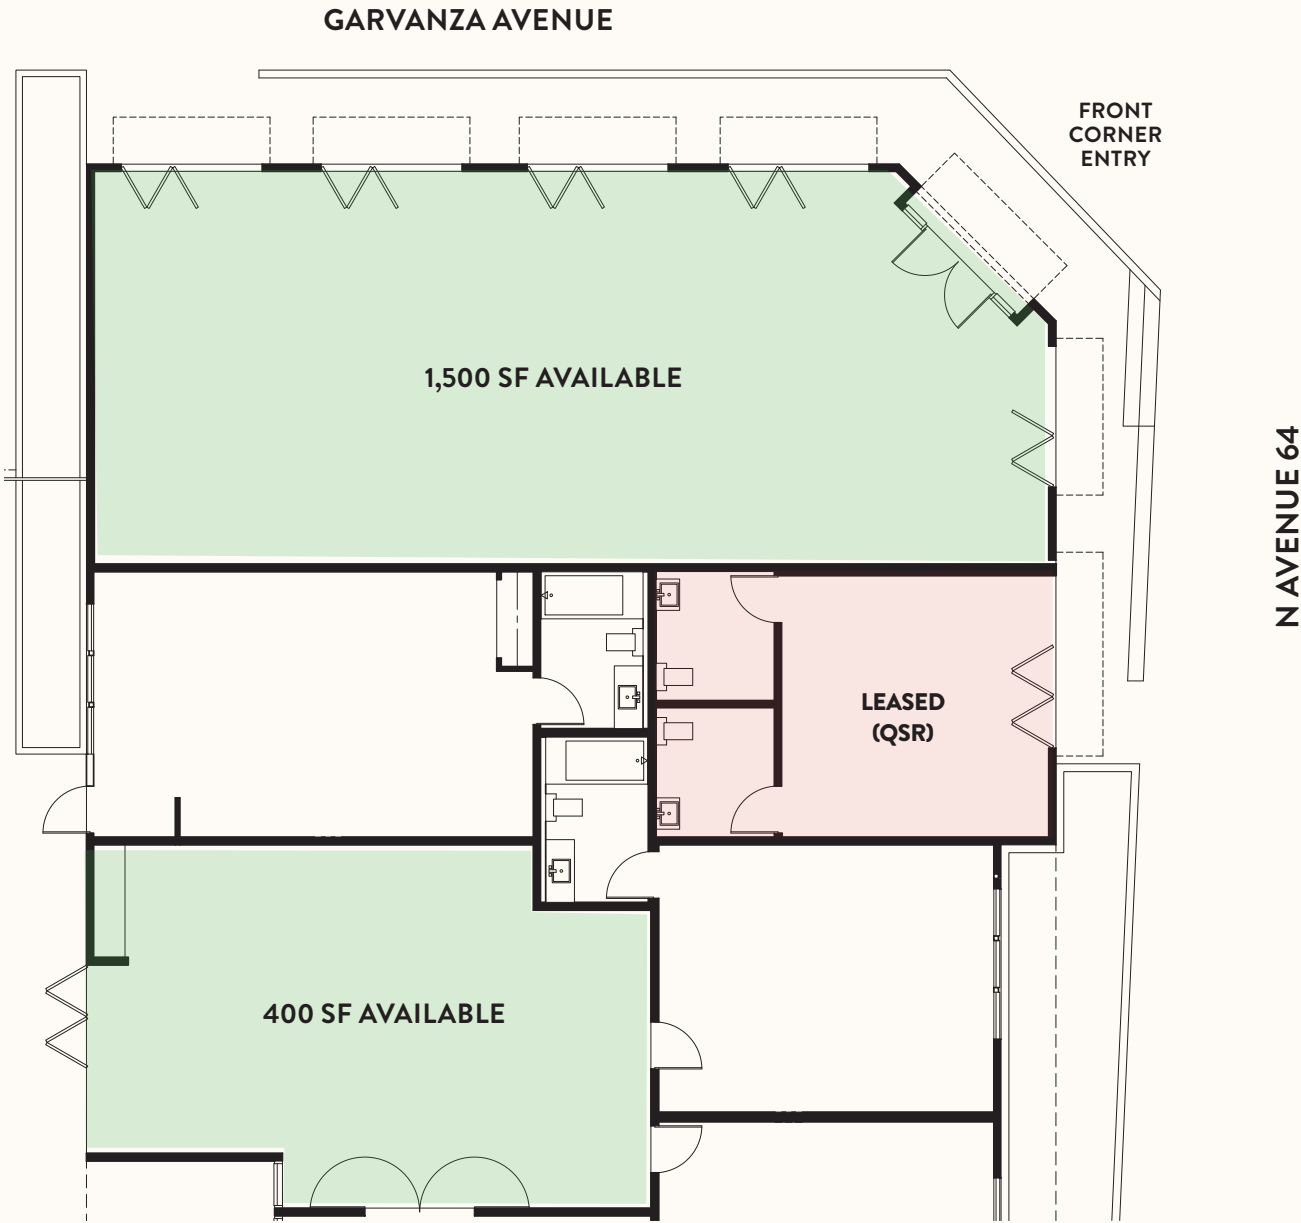 GARVANZA AVENUE
FRONT
CORNER
ENTRY
1,500 SF AVAILABLE
N AVENUE 64
LEASED
(QSR)
400 SF AVAILABLE